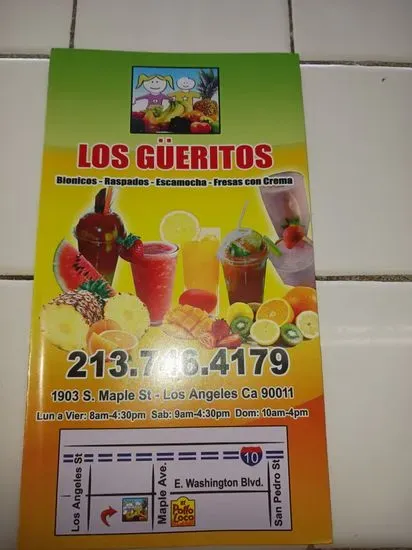 LOS GÜERITOS
Bionicos - Raspados - Escamocha - Fresas con Crema
213.746.4179
1903 S. Maple St - Los Angeles Ca 90011
Lun a Vier: 8am-4:30pm Sab: 9am-4:30pm Dom: 10am-4pm
Los Angeles St
Maple Ave.
10
E. Washington Blvd.
San Pedro St
El Pollo Loco